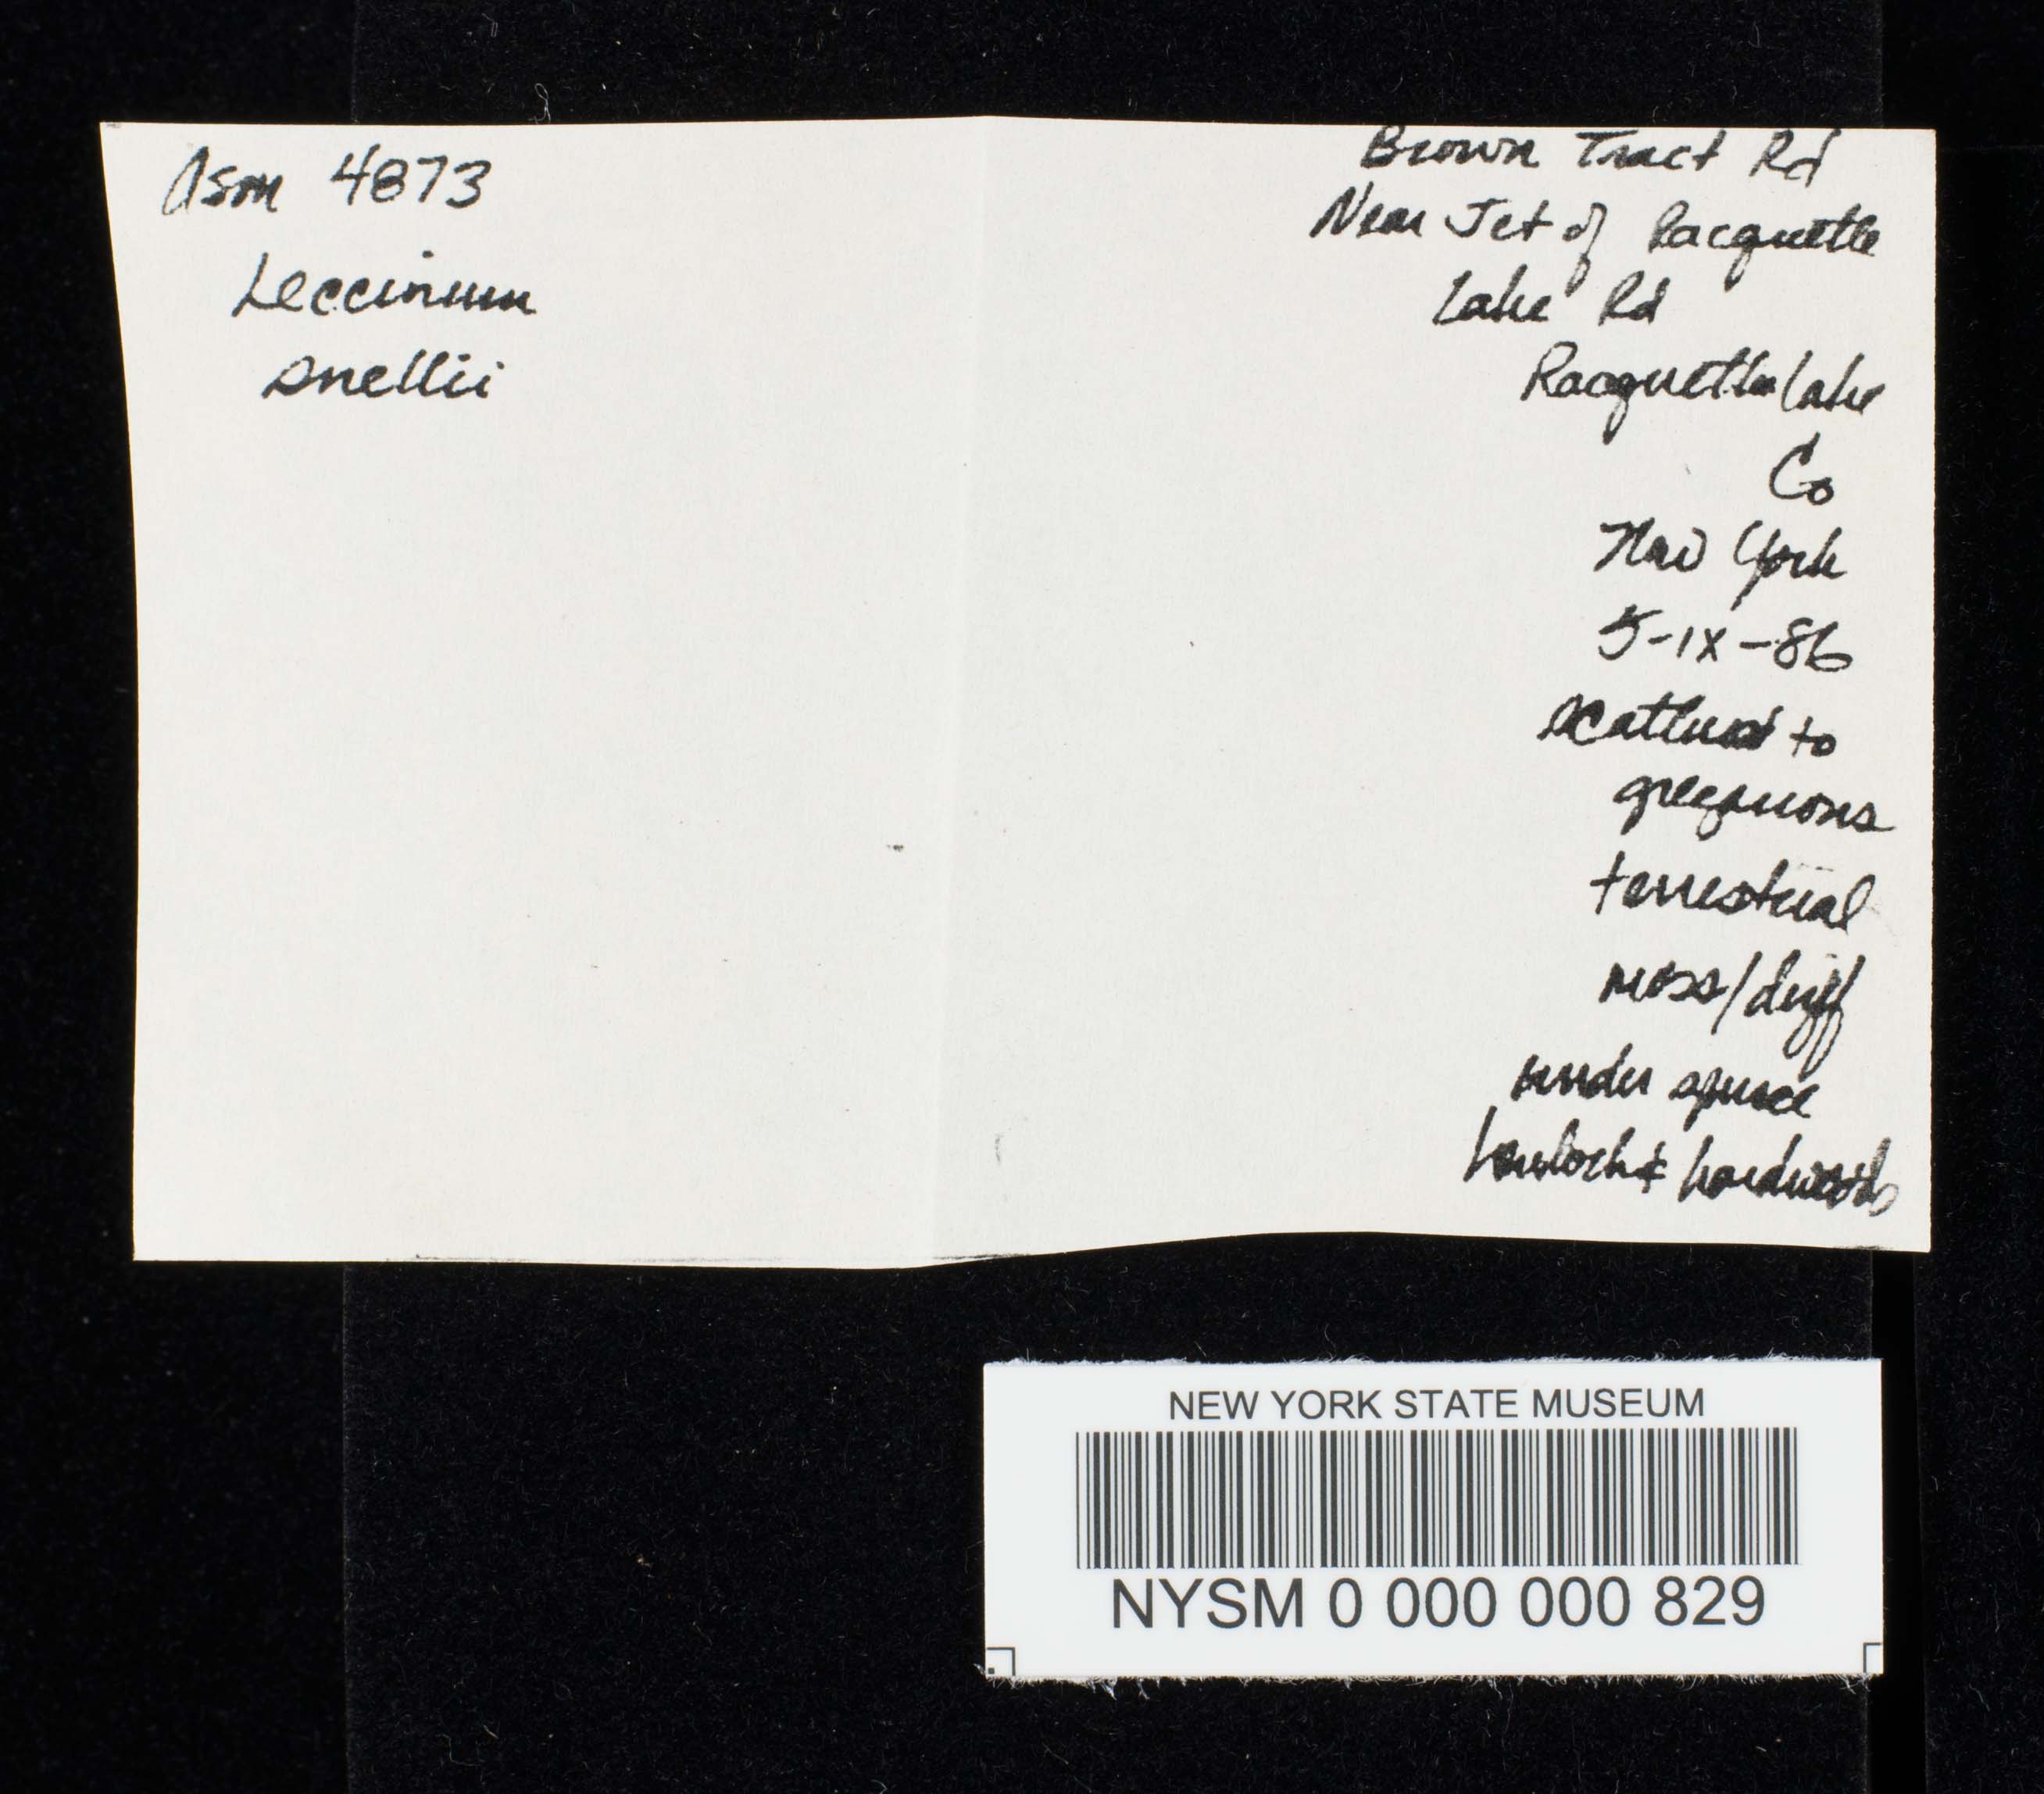 Asm 4873
Leccinum
snellii
Brown Tract Rd
Near Jct of Racquette
Lake Rd
Racquette Lake
Co
New York
5-IX-86
scattered to
gregarious
terrestrial
moss/duff
under spruce
hemlock & hardwoods
NEW YORK STATE MUSEUM
NYSM 0 000 000 829